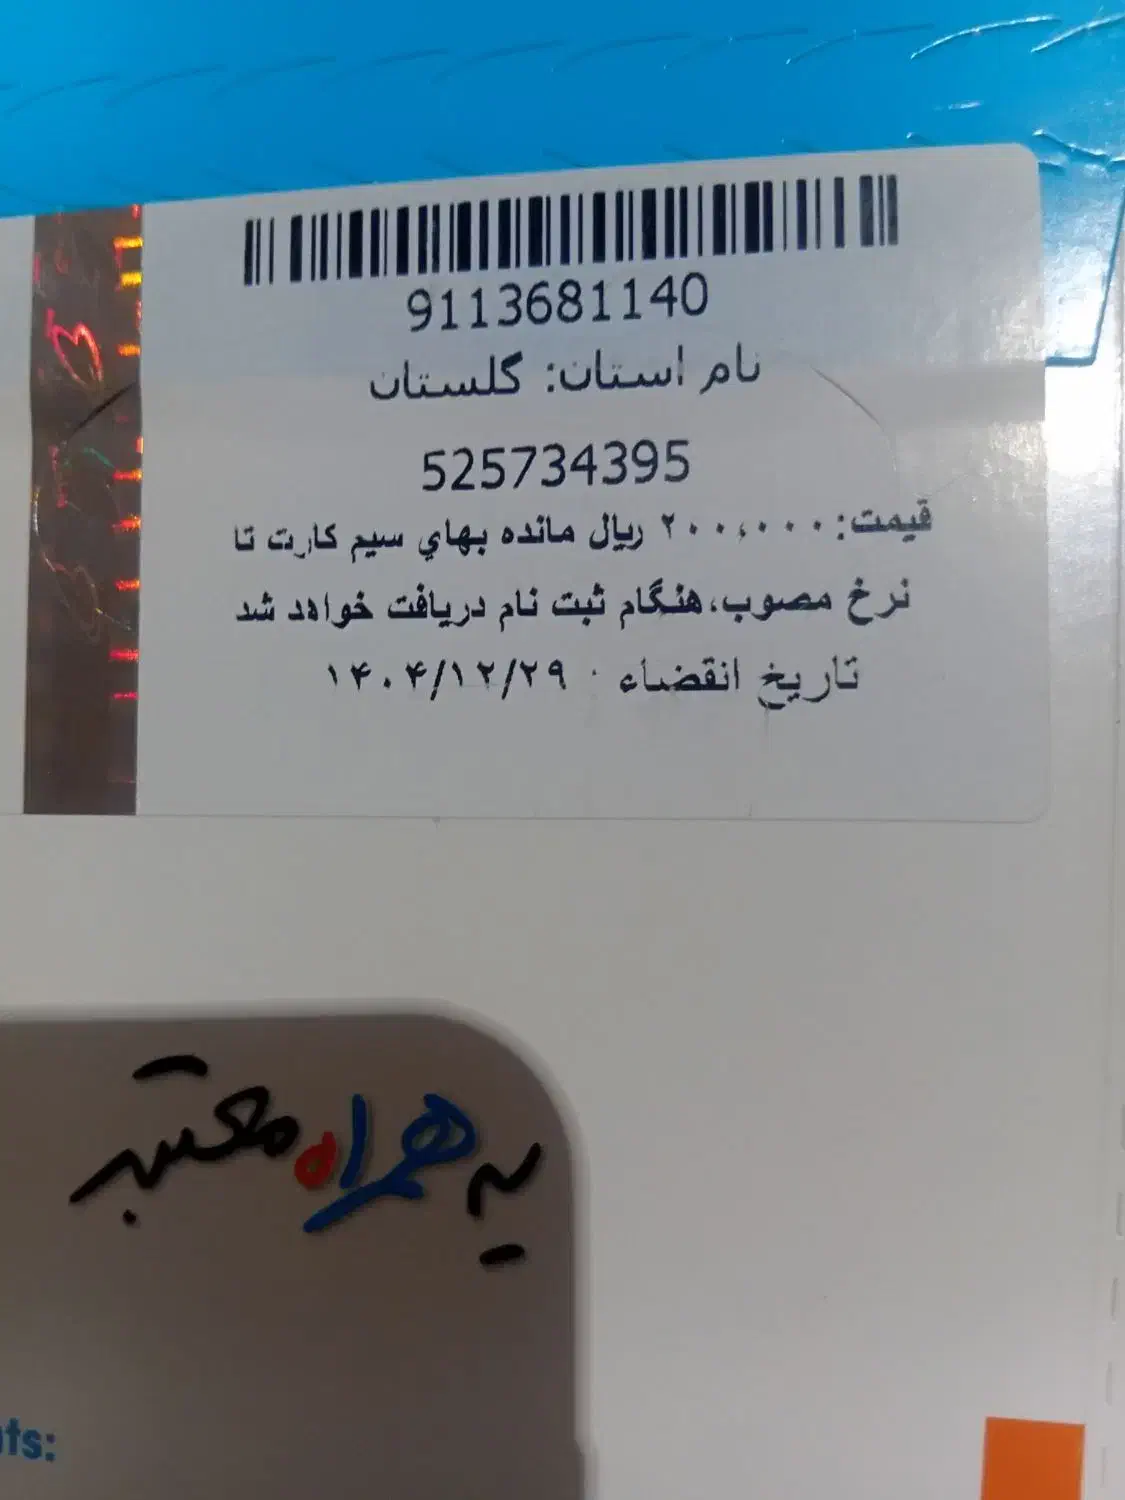 9113681140
نام استان: گلستان
525734395
قیمت: ۲۰۰,۰۰۰ ریال مانده بهاي سیم کارت تا
نرخ مصوب،هنگام ثبت نام دریافت خواهد شد
تاریخ انقضاء : ۱۴۰۴/۱۲/۲۹
یه همراه معتبر
nts: